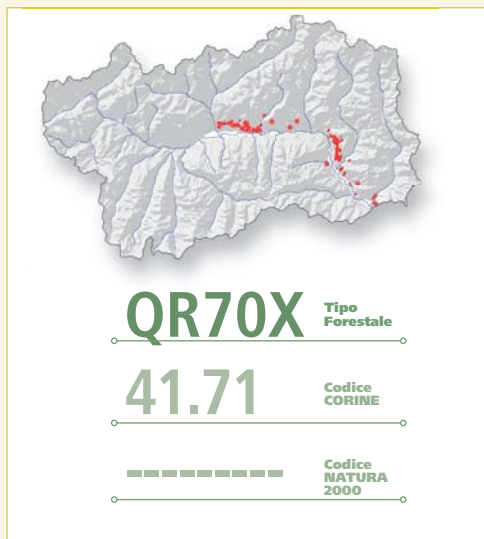 QR70X Tipo
Forestale
41.71 Codice
CORINE
--------- Codice
NATURA
2000